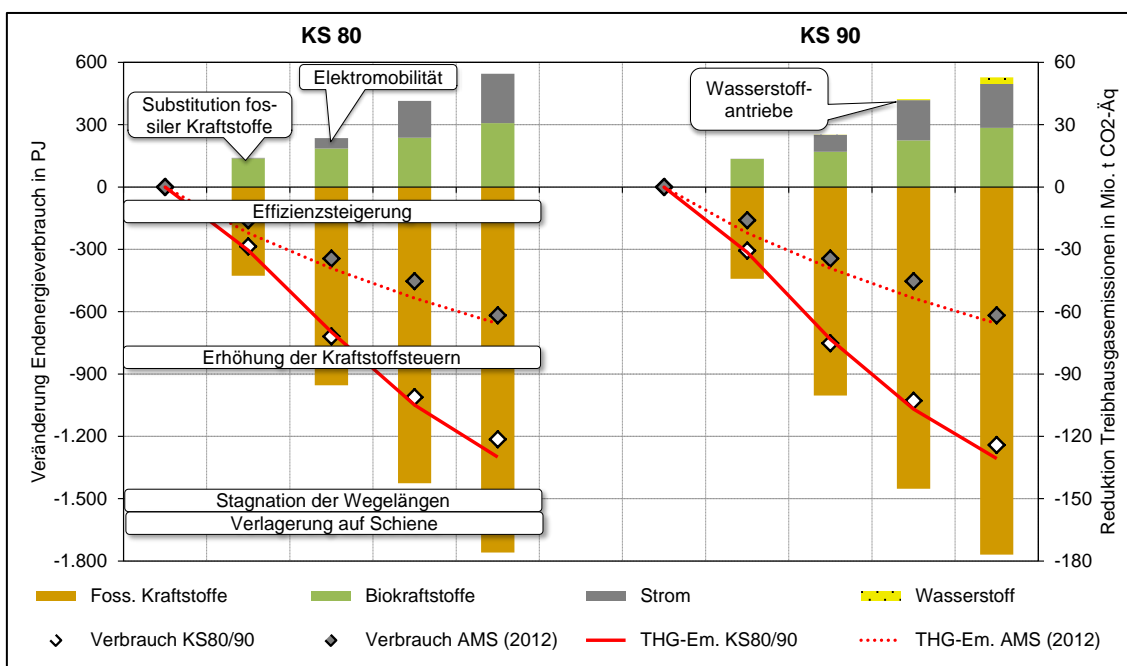 KS 80
KS 90
Veränderung Endenergieverbrauch in PJ
600
300
0
-300
-600
-900
-1.200
-1.500
-1.800
Substitution fos-
siler Kraftstoffe
Elektromobilität
Wasserstoff-
antriebe
Effizienzsteigerung
Erhöhung der Kraftstoffsteuern
Stagnation der Wegelängen
Verlagerung auf Schiene
60
30
0
-30
-60
-90
-120
-150
-180
Reduktion Treibhausgasemissionen in Mio. t CO2-Äq
Foss. Kraftstoffe
Biokraftstoffe
Strom
Wasserstoff
Verbrauch KS80/90
Verbrauch AMS (2012)
THG-Em. KS80/90
THG-Em. AMS (2012)